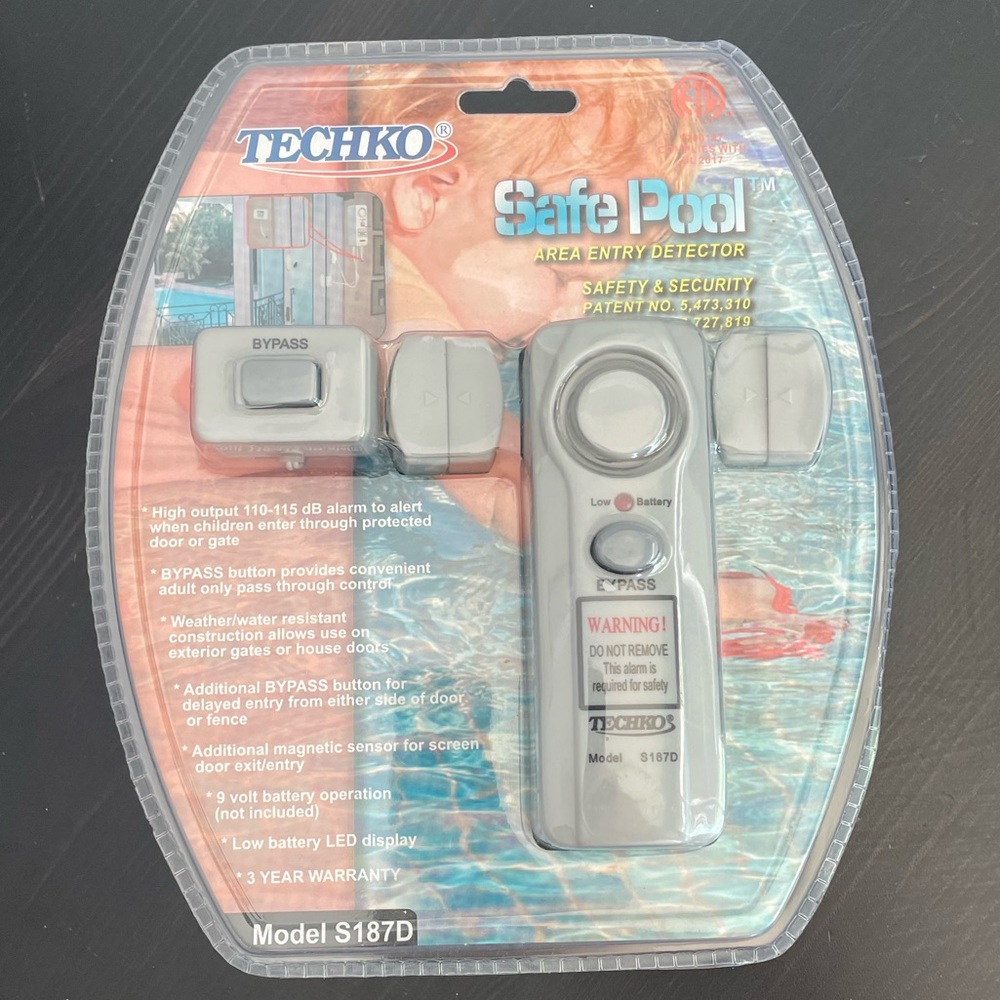 TECHKO®
Safe Pool™
AREA ENTRY DETECTOR
SAFETY & SECURITY
PATENT NO. 5,473,310
727,819
BYPASS
Low Battery
BYPASS
WARNING!
DO NOT REMOVE
This alarm is
required for safety
TECHKO®
Model S187D
* High output 110-115 dB alarm to alert
when children enter through protected
door or gate
* BYPASS button provides convenient
adult only pass through control
* Weather/water resistant
construction allows use on
exterior gates or house doors
* Additional BYPASS button for
delayed entry from either side of door
or fence
* Additional magnetic sensor for screen
door exit/entry
* 9 volt battery operation
(not included)
* Low battery LED display
* 3 YEAR WARRANTY
Model S187D